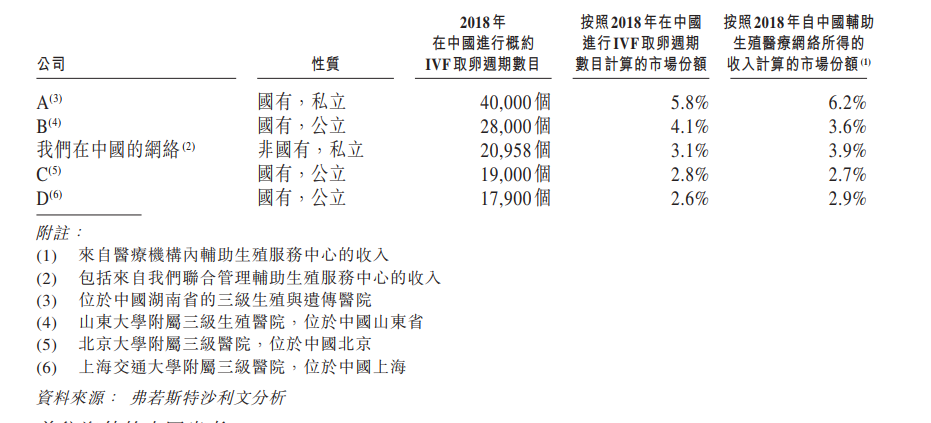 2018年 按照2018年在中國 按照2018年自中國輔助
在中國進行概約 進行IVF取卵週期 生殖醫療網絡所得的
公司 性質 IVF取卵週期數目 數目計算的市場份額 收入計算的市場份額(1)
A(3) 國有，私立 40,000個 5.8% 6.2%
B(4) 國有，公立 28,000個 4.1% 3.6%
我們在中國的網絡(2) 非國有，私立 20,958個 3.1% 3.9%
C(5) 國有，公立 19,000個 2.8% 2.7%
D(6) 國有，公立 17,900個 2.6% 2.9%
附註：
(1) 來自醫療機構內輔助生殖服務中心的收入
(2) 包括來自我們聯合管理輔助生殖服務中心的收入
(3) 位於中國湖南省的三級生殖與遺傳醫院
(4) 山東大學附屬三級生殖醫院，位於中國山東省
(5) 北京大學附屬三級醫院，位於中國北京
(6) 上海交通大學附屬三級醫院，位於中國上海
資料來源： 弗若斯特沙利文分析